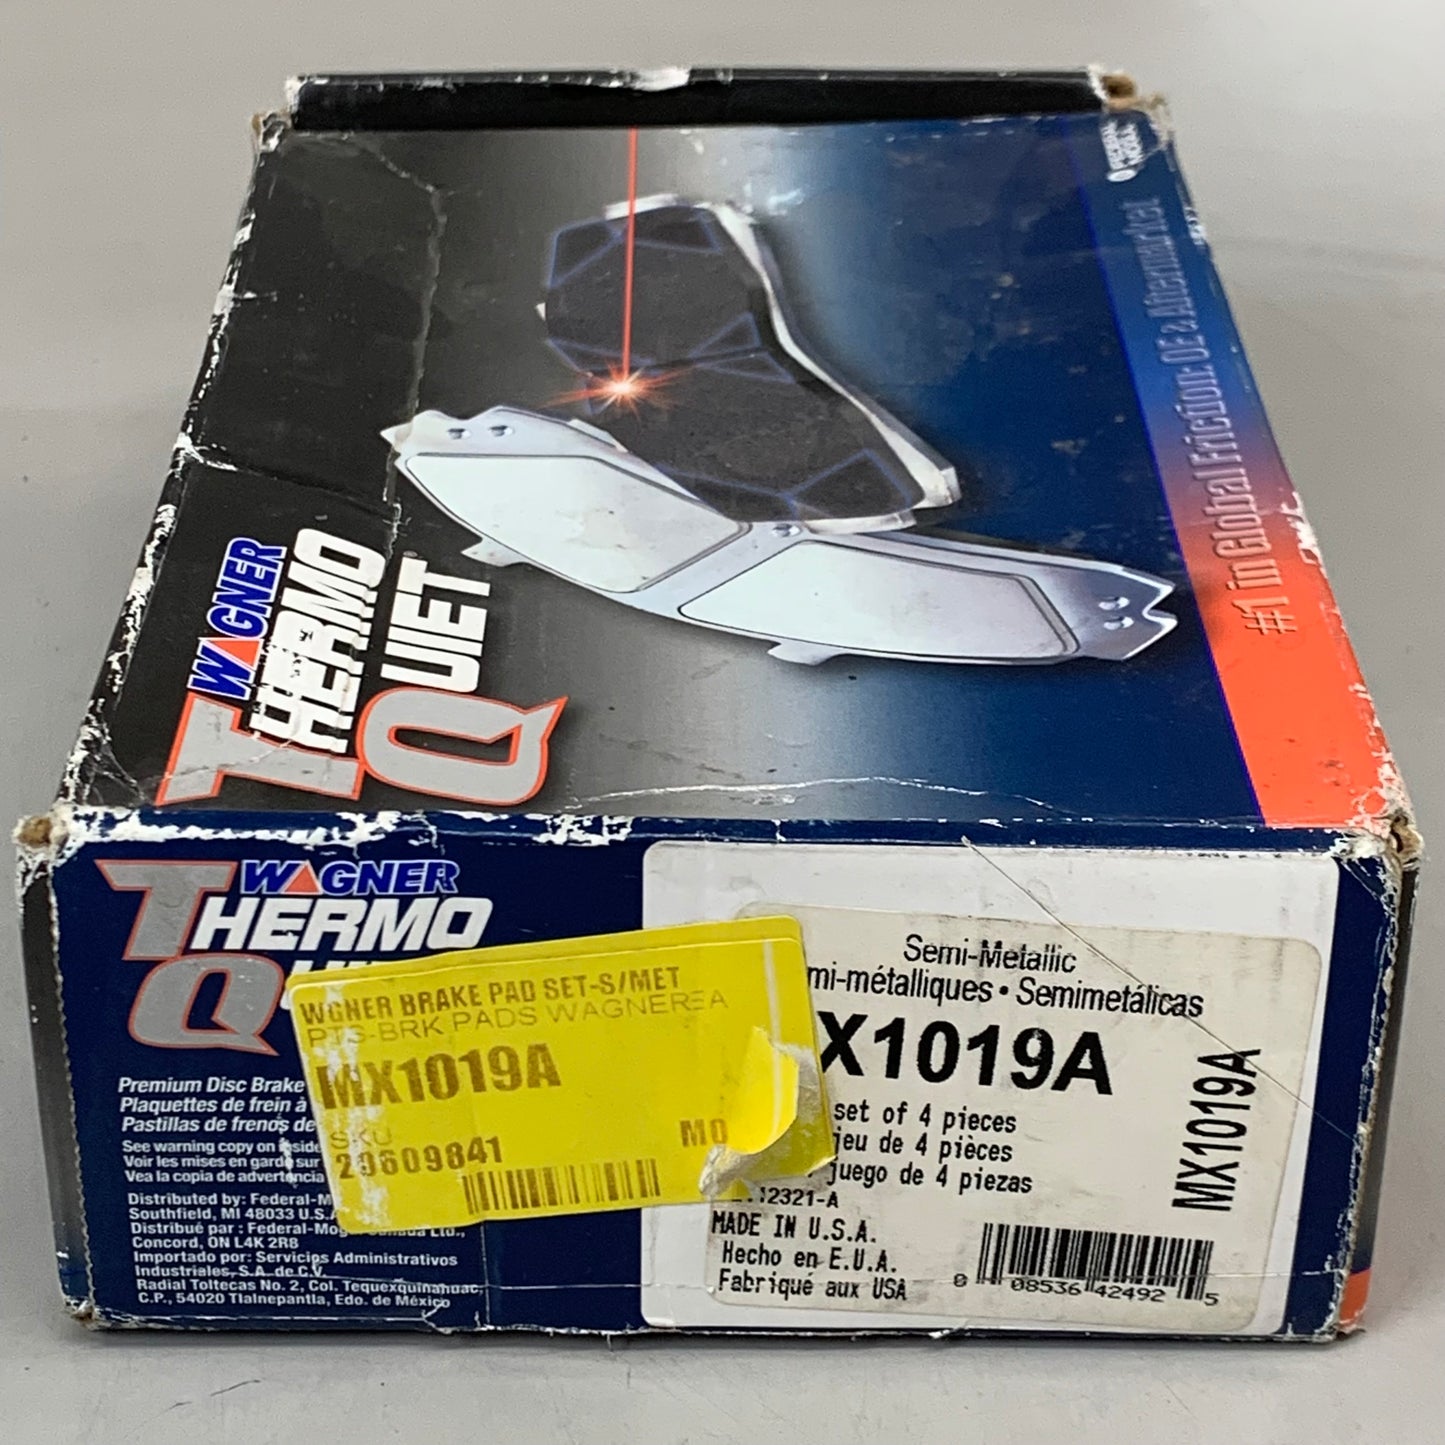 FEDERAL
MOGUL
#1 in Global Friction: OE & Aftermarket
WAGNER
THERMO
QUIET
WAGNER
THERMO
Premium Disc Brake
Plaquettes de frein à
Pastillas de frenos de
See warning copy on inside
Voir les mises en garde sur
Vea la copia de advertencia
Distributed by: Federal-M
Southfield, MI 48033 U.S.A
Distribué par : Federal-Mog Canada Ltd.,
Concord, ON L4K 2R8
Importado por: Servicios Administrativos
Industriales, S.A. de C.V.
Radial Toltecas No. 2, Col. Tequexquinahuac,
C.P., 54020 Tlalnepantla, Edo. de México
WGNER BRAKE PAD SET-S/MET
PTS-BRK PADS WAGNER EA
MX1019A
SKU
20609841
MO
Semi-Metallic
mi-métalliques • Semimetálicas
X1019A
set of 4 pieces
jeu de 4 pièces
juego de 4 piezas
12321-A
MADE IN U.S.A.
Hecho en E.U.A.
Fabriqué aux USA
0 08536 42492 5
MX1019A